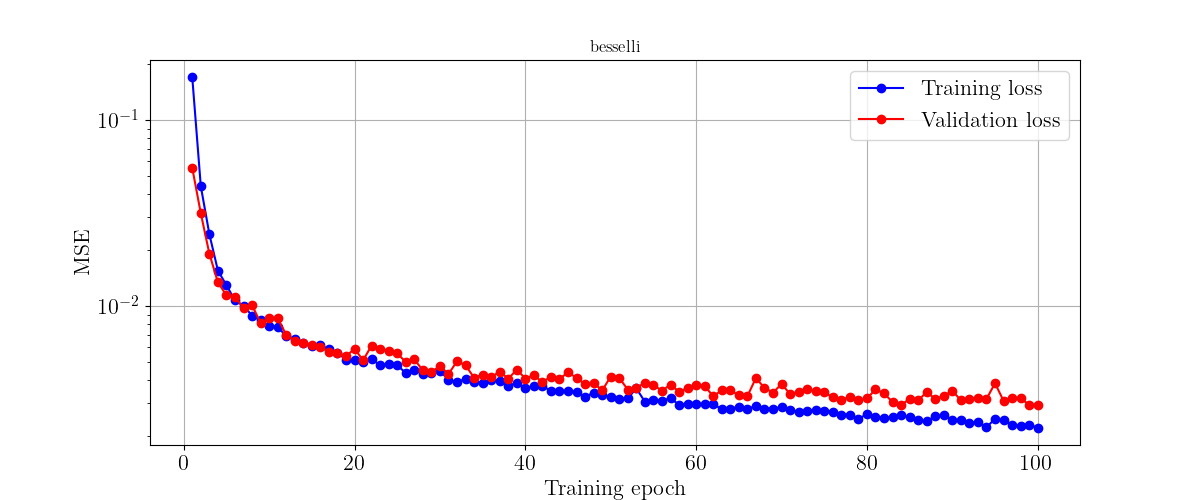 besselli
Training loss
Validation loss
10⁻¹
10⁻²
MSE
0 20 40 60 80 100
Training epoch